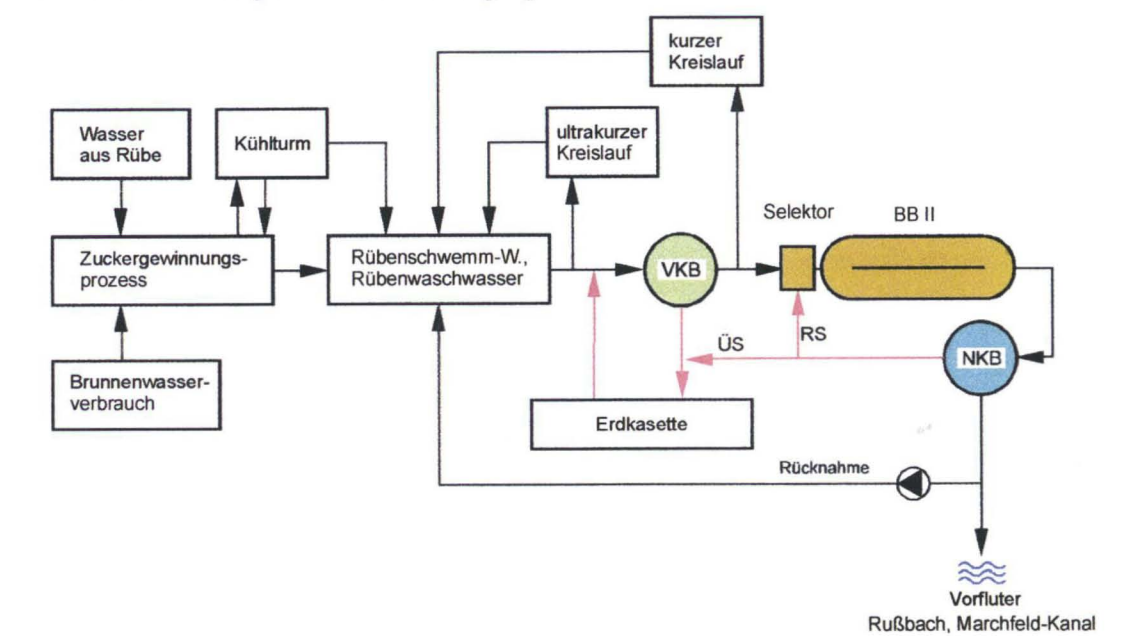 kurzer
Kreislauf
Wasser
aus Rübe
Kühlturm
ultrakurzer
Kreislauf
Selektor
BB II
Zuckergewinnungs-
prozess
Rübenschwemm-W.,
Rübenwaschwasser
VKB
ÜS
RS
NKB
Brunnenwasser-
verbrauch
Erdkasette
Rücknahme
Vorfluter
Rußbach, Marchfeld-Kanal